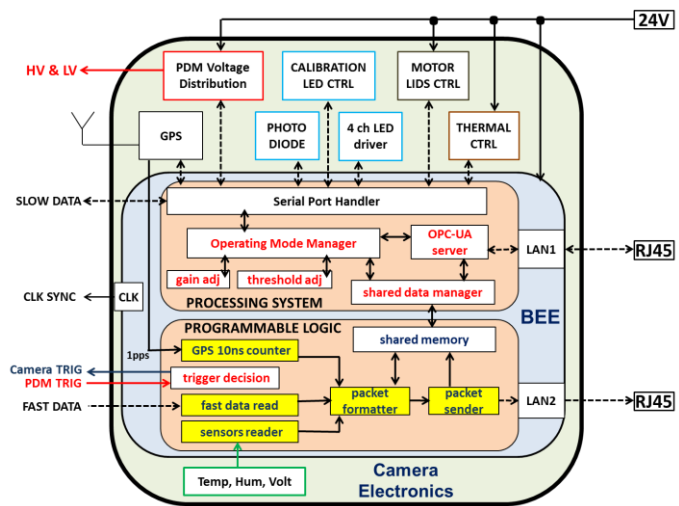 24V
HV & LV
PDM Voltage
Distribution
CALIBRATION
LED CTRL
MOTOR
LIDS CTRL
GPS
PHOTO
DIODE
4 ch LED
driver
THERMAL
CTRL
SLOW DATA
Serial Port Handler
Operating Mode Manager
OPC-UA
server
LAN1
RJ45
gain adj
threshold adj
shared data manager
CLK SYNC
CLK
PROCESSING SYSTEM
BEE
PROGRAMMABLE LOGIC
shared memory
1pps
GPS 10ns counter
Camera TRIG
PDM TRIG
trigger decision
FAST DATA
fast data read
packet
formatter
packet
sender
LAN2
RJ45
sensors reader
Temp, Hum, Volt
Camera
Electronics